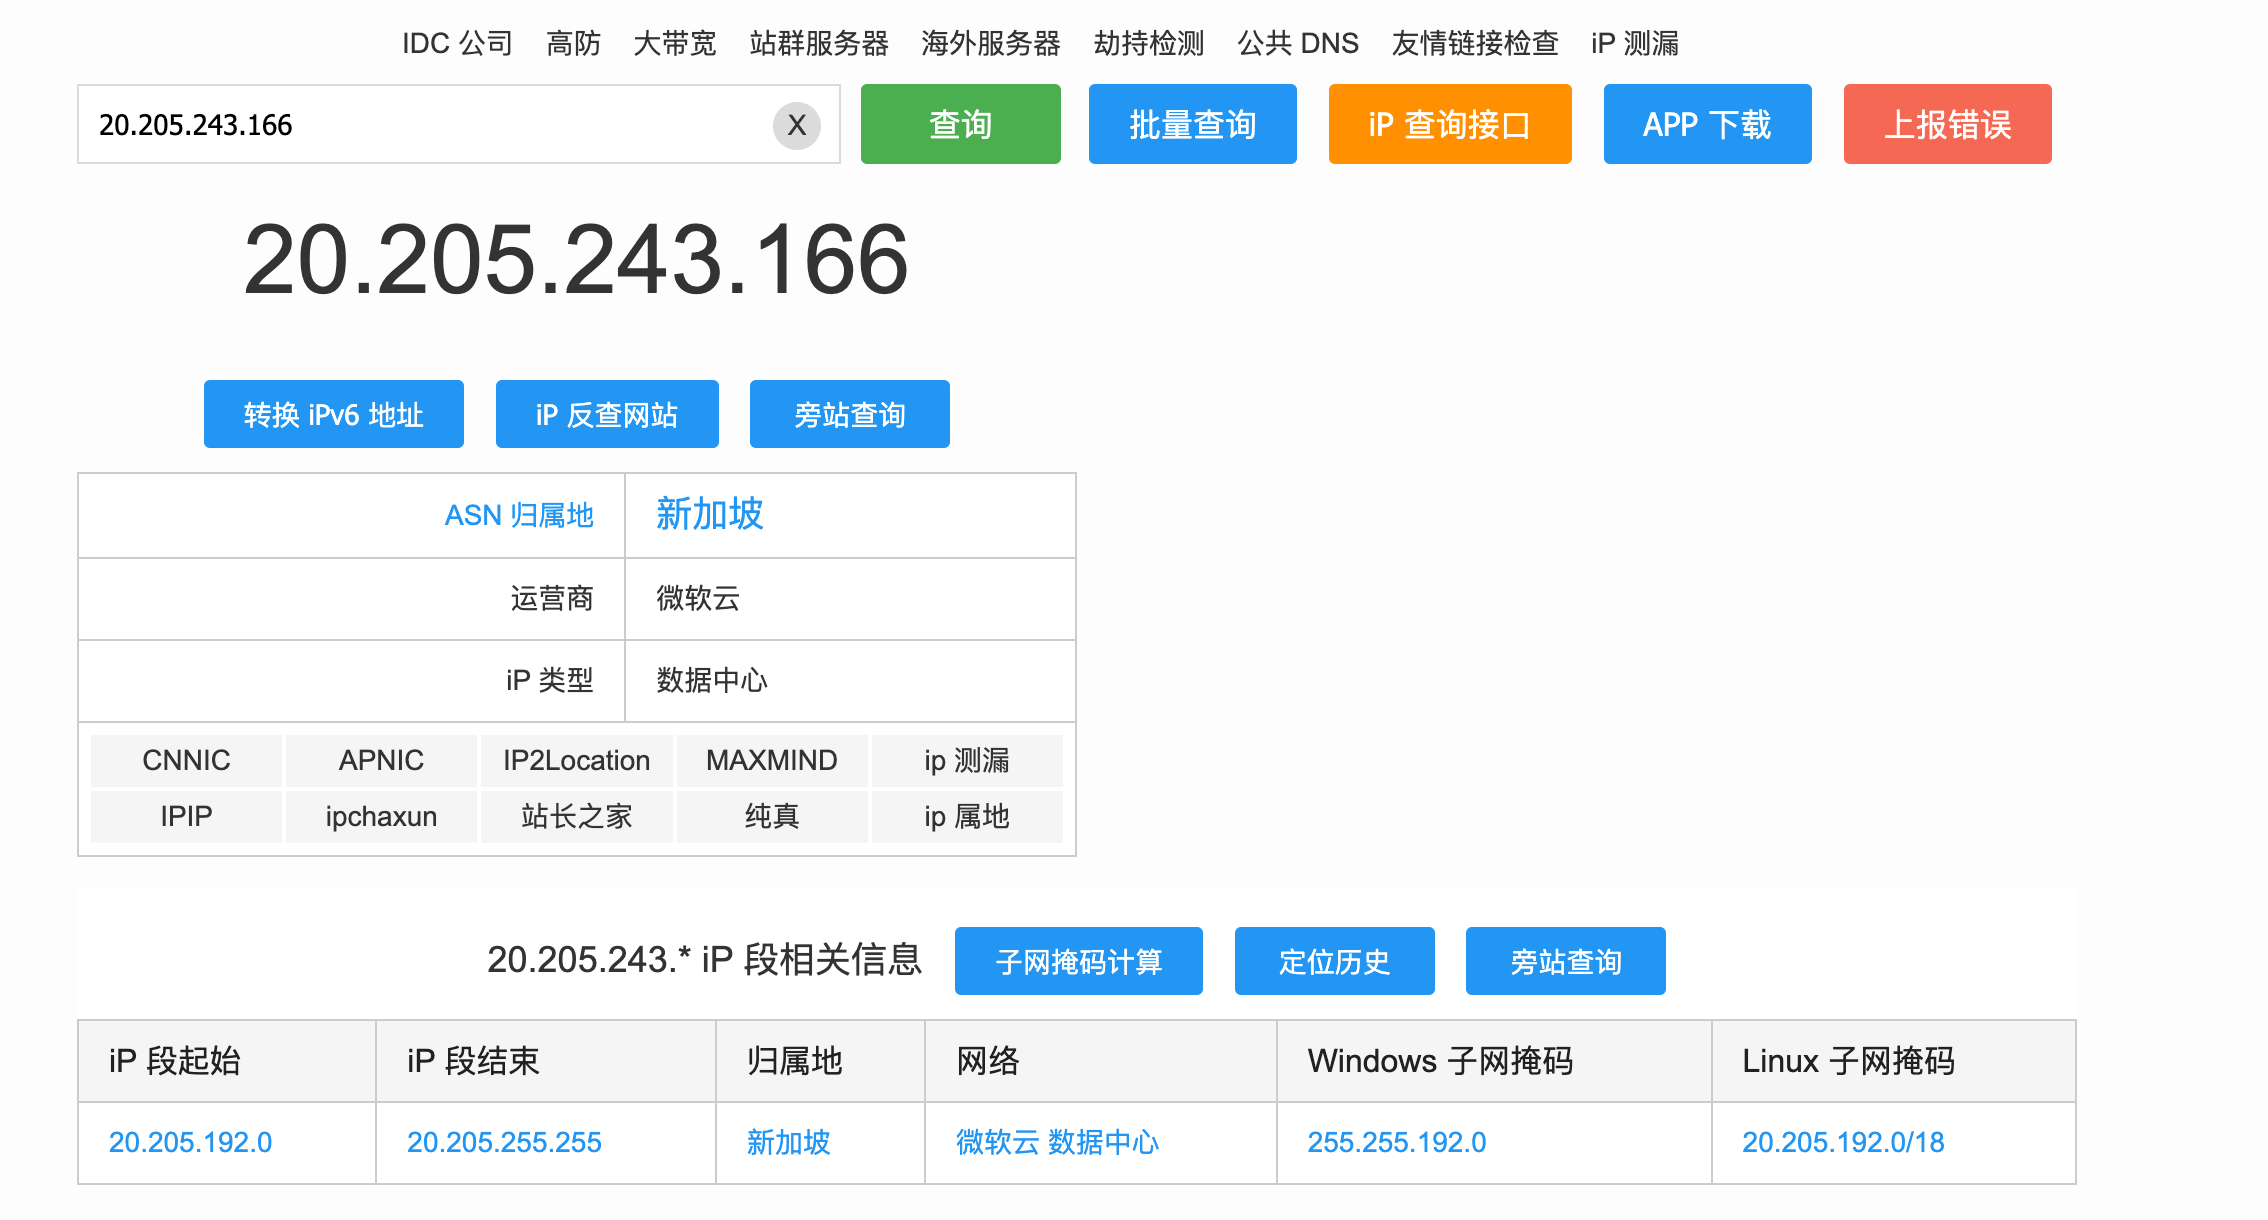 IDC 公司 高防 大带宽 站群服务器 海外服务器 劫持检测 公共 DNS 友情链接检查 iP 测漏
20.205.243.166 X 查询 批量查询 iP 查询接口 APP 下载 上报错误
20.205.243.166
转换 iPv6 地址 iP 反查网站 旁站查询
ASN 归属地 新加坡
运营商 微软云
iP 类型 数据中心
CNNIC APNIC IP2Location MAXMIND ip 测漏
IPIP ipchaxun 站长之家 纯真 ip 属地
20.205.243.* iP 段相关信息 子网掩码计算 定位历史 旁站查询
iP 段起始 iP 段结束 归属地 网络 Windows 子网掩码 Linux 子网掩码
20.205.192.0 20.205.255.255 新加坡 微软云 数据中心 255.255.192.0 20.205.192.0/18